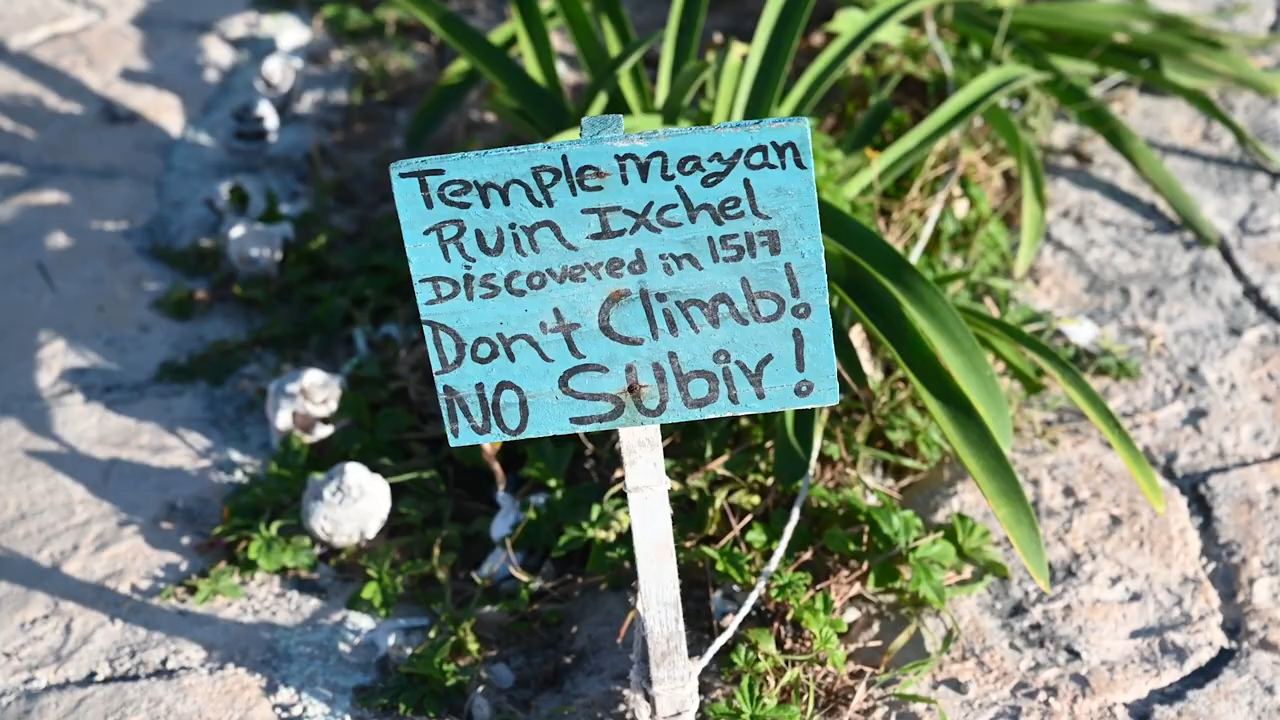 Temple Mayan
Ruin Ixchel
Discovered in 1517
Don't Climb!
NO SUbir!